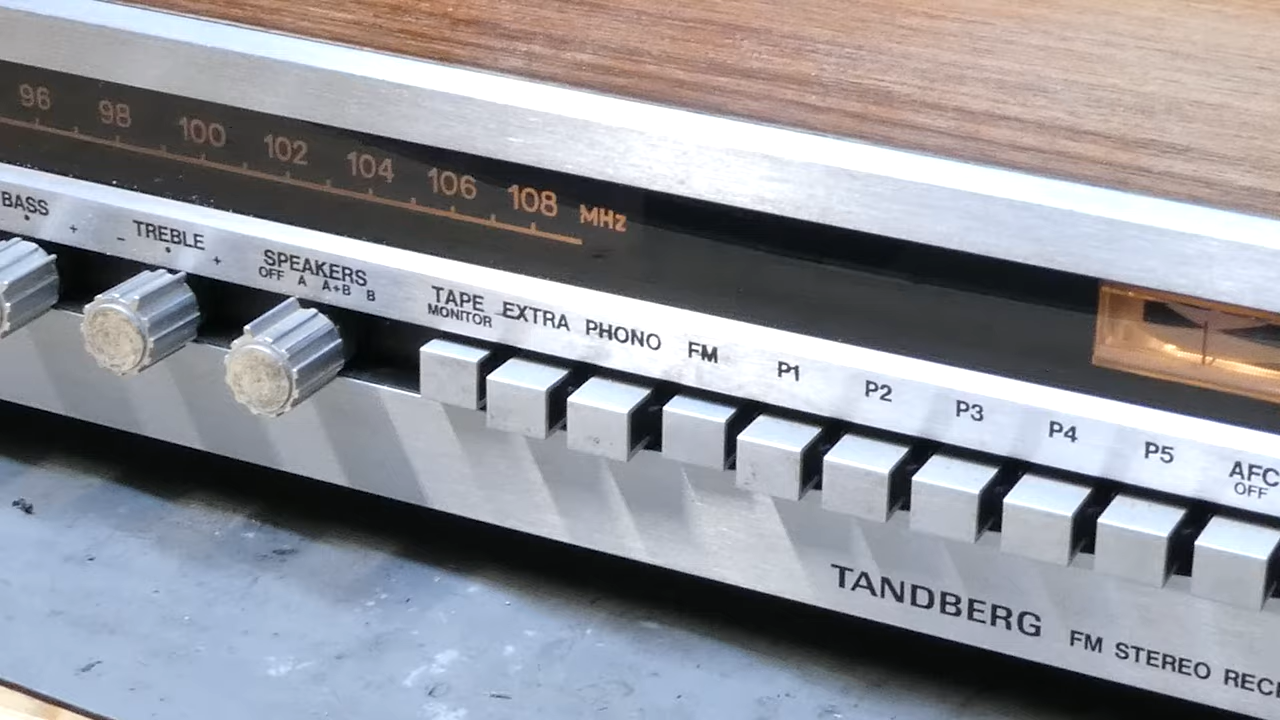 96 98 100 102 104 106 108 MHz
BASS
+
- TREBLE +
SPEAKERS
OFF A A+B B
TAPE
MONITOR
EXTRA
PHONO
FM
P1
P2
P3
P4
P5
AFC
OFF
TANDBERG FM STEREO